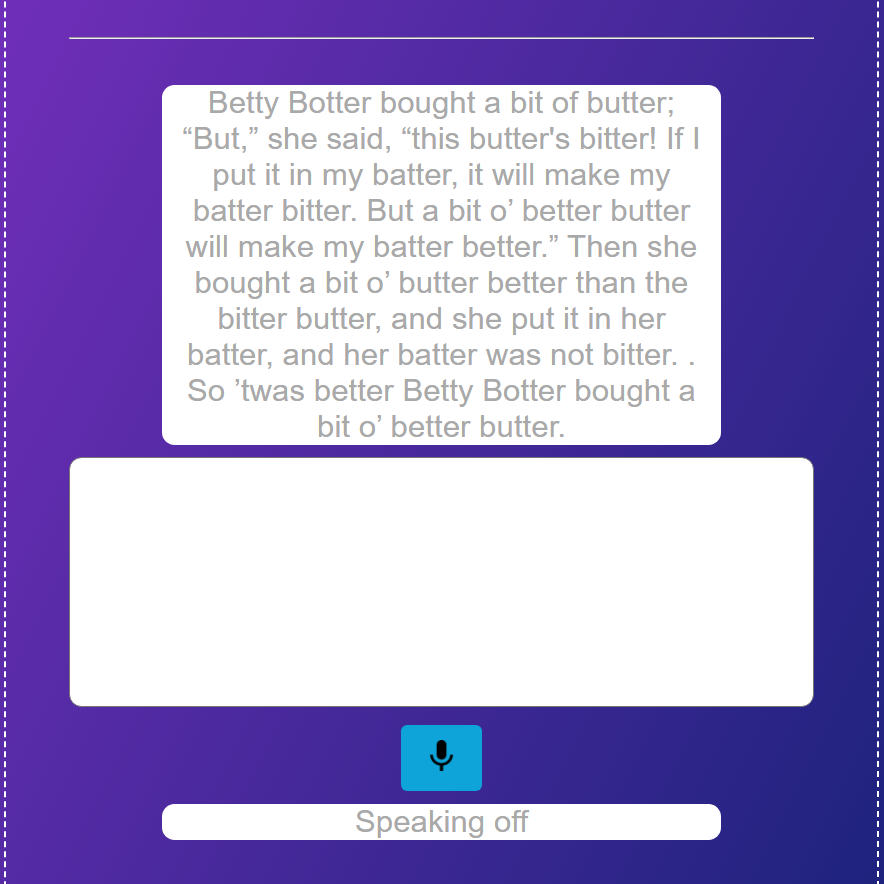 Betty Botter bought a bit of butter;
“But,” she said, “this butter's bitter! If I
put it in my batter, it will make my
batter bitter. But a bit o’ better butter
will make my batter better.” Then she
bought a bit o’ butter better than the
bitter butter, and she put it in her
batter, and her batter was not bitter. .
So ’twas better Betty Botter bought a
bit o’ better butter.
Speaking off